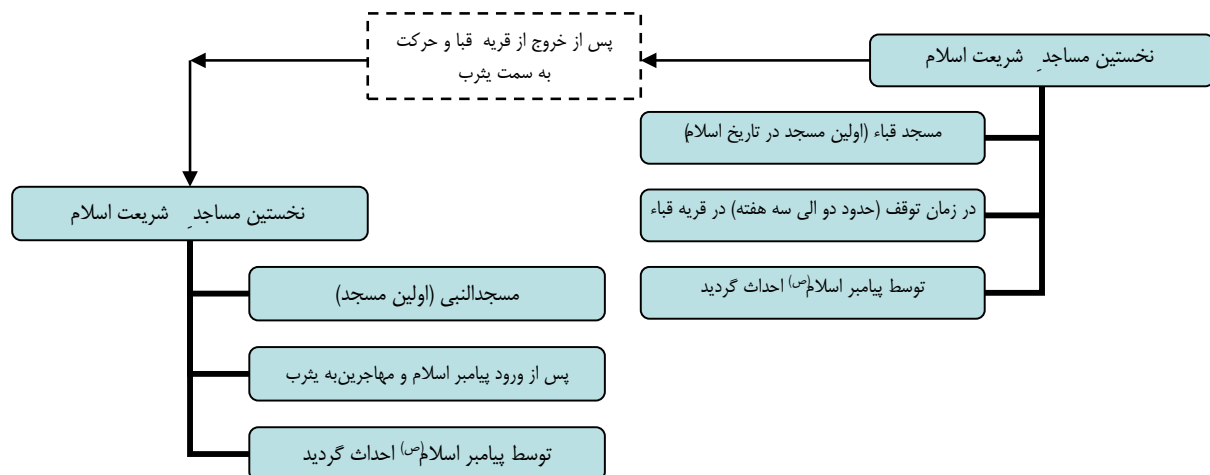 نخستین مساجدِ شریعت اسلام
مسجد قباء (اولین مسجد در تاریخ اسلام)
در زمان توقف (حدود دو الی سه هفته) در قریه قباء
توسط پیامبر اسلام(ص) احداث گردید
پس از خروج از قریه قبا و حرکت
به سمت یثرب
نخستین مساجدِ شریعت اسلام
مسجدالنبی (اولین مسجد)
پس از ورود پیامبر اسلام و مهاجرین‌به یثرب
توسط پیامبر اسلام(ص) احداث گردید